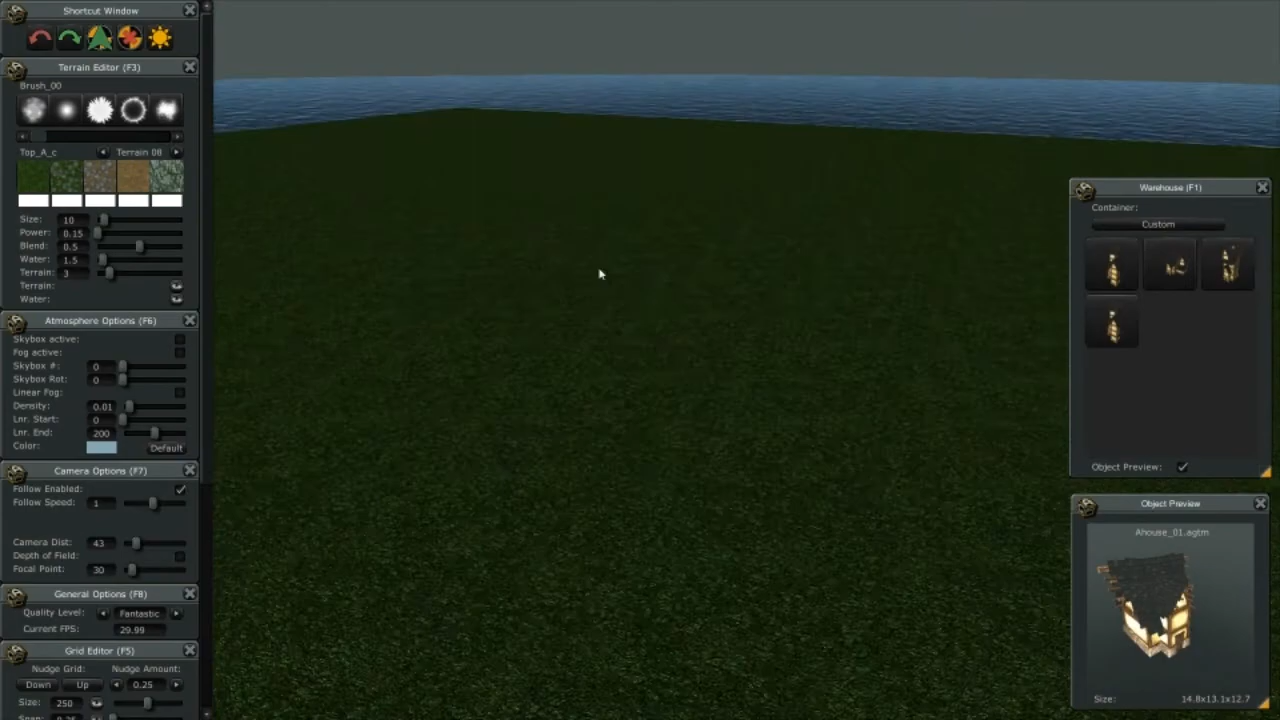 Shortcut Window
Terrain Editor (F3)
Brush_00
Top_A_c Terrain 08
Size: 10
Power: 0.15
Blend: 0.5
Water: 1.5
Terrain: 3
Terrain:
Water:
Atmosphere Options (F6)
Skybox active:
Fog active:
Skybox #: 0
Skybox Rot: 0
Linear Fog:
Density: 0.01
Lnr. Start: 0
Lnr. End: 200
Color: Default
Camera Options (F7)
Follow Enabled:
Follow Speed: 1
Camera Dist: 43
Depth of Field:
Focal Point: 30
General Options (F8)
Quality Level: Fantastic
Current FPS: 29.99
Grid Editor (F5)
Nudge Grid: Nudge Amount:
Down Up 0.25
Size: 250
Snap: 0.25
Warehouse (F1)
Container:
Custom
Object Preview:
Object Preview
Ahouse_01.agtm
Size: 14.8x13.1x12.7